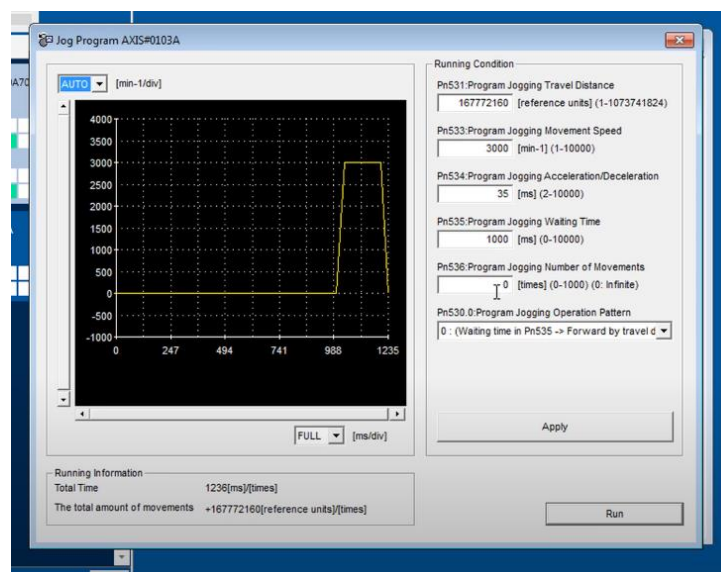 Jog Program AXIS#0103A
AUTO [min-1/div]
4000
3500
3000
2500
2000
1500
1000
500
0
-500
-1000
0 247 494 741 988 1235
FULL [ms/div]
Running Condition
Pn531:Program Jogging Travel Distance
167772160 [reference units] (1-1073741824)
Pn533:Program Jogging Movement Speed
3000 [min-1] (1-10000)
Pn534:Program Jogging Acceleration/Deceleration
35 [ms] (2-10000)
Pn535:Program Jogging Waiting Time
1000 [ms] (0-10000)
Pn536:Program Jogging Number of Movements
0 [times] (0-1000) (0: Infinite)
Pn530.0:Program Jogging Operation Pattern
0 : (Waiting time in Pn535 -> Forward by travel d
Apply
Running Information
Total Time 1236[ms]/[times]
The total amount of movements +167772160[reference units]/[times]
Run